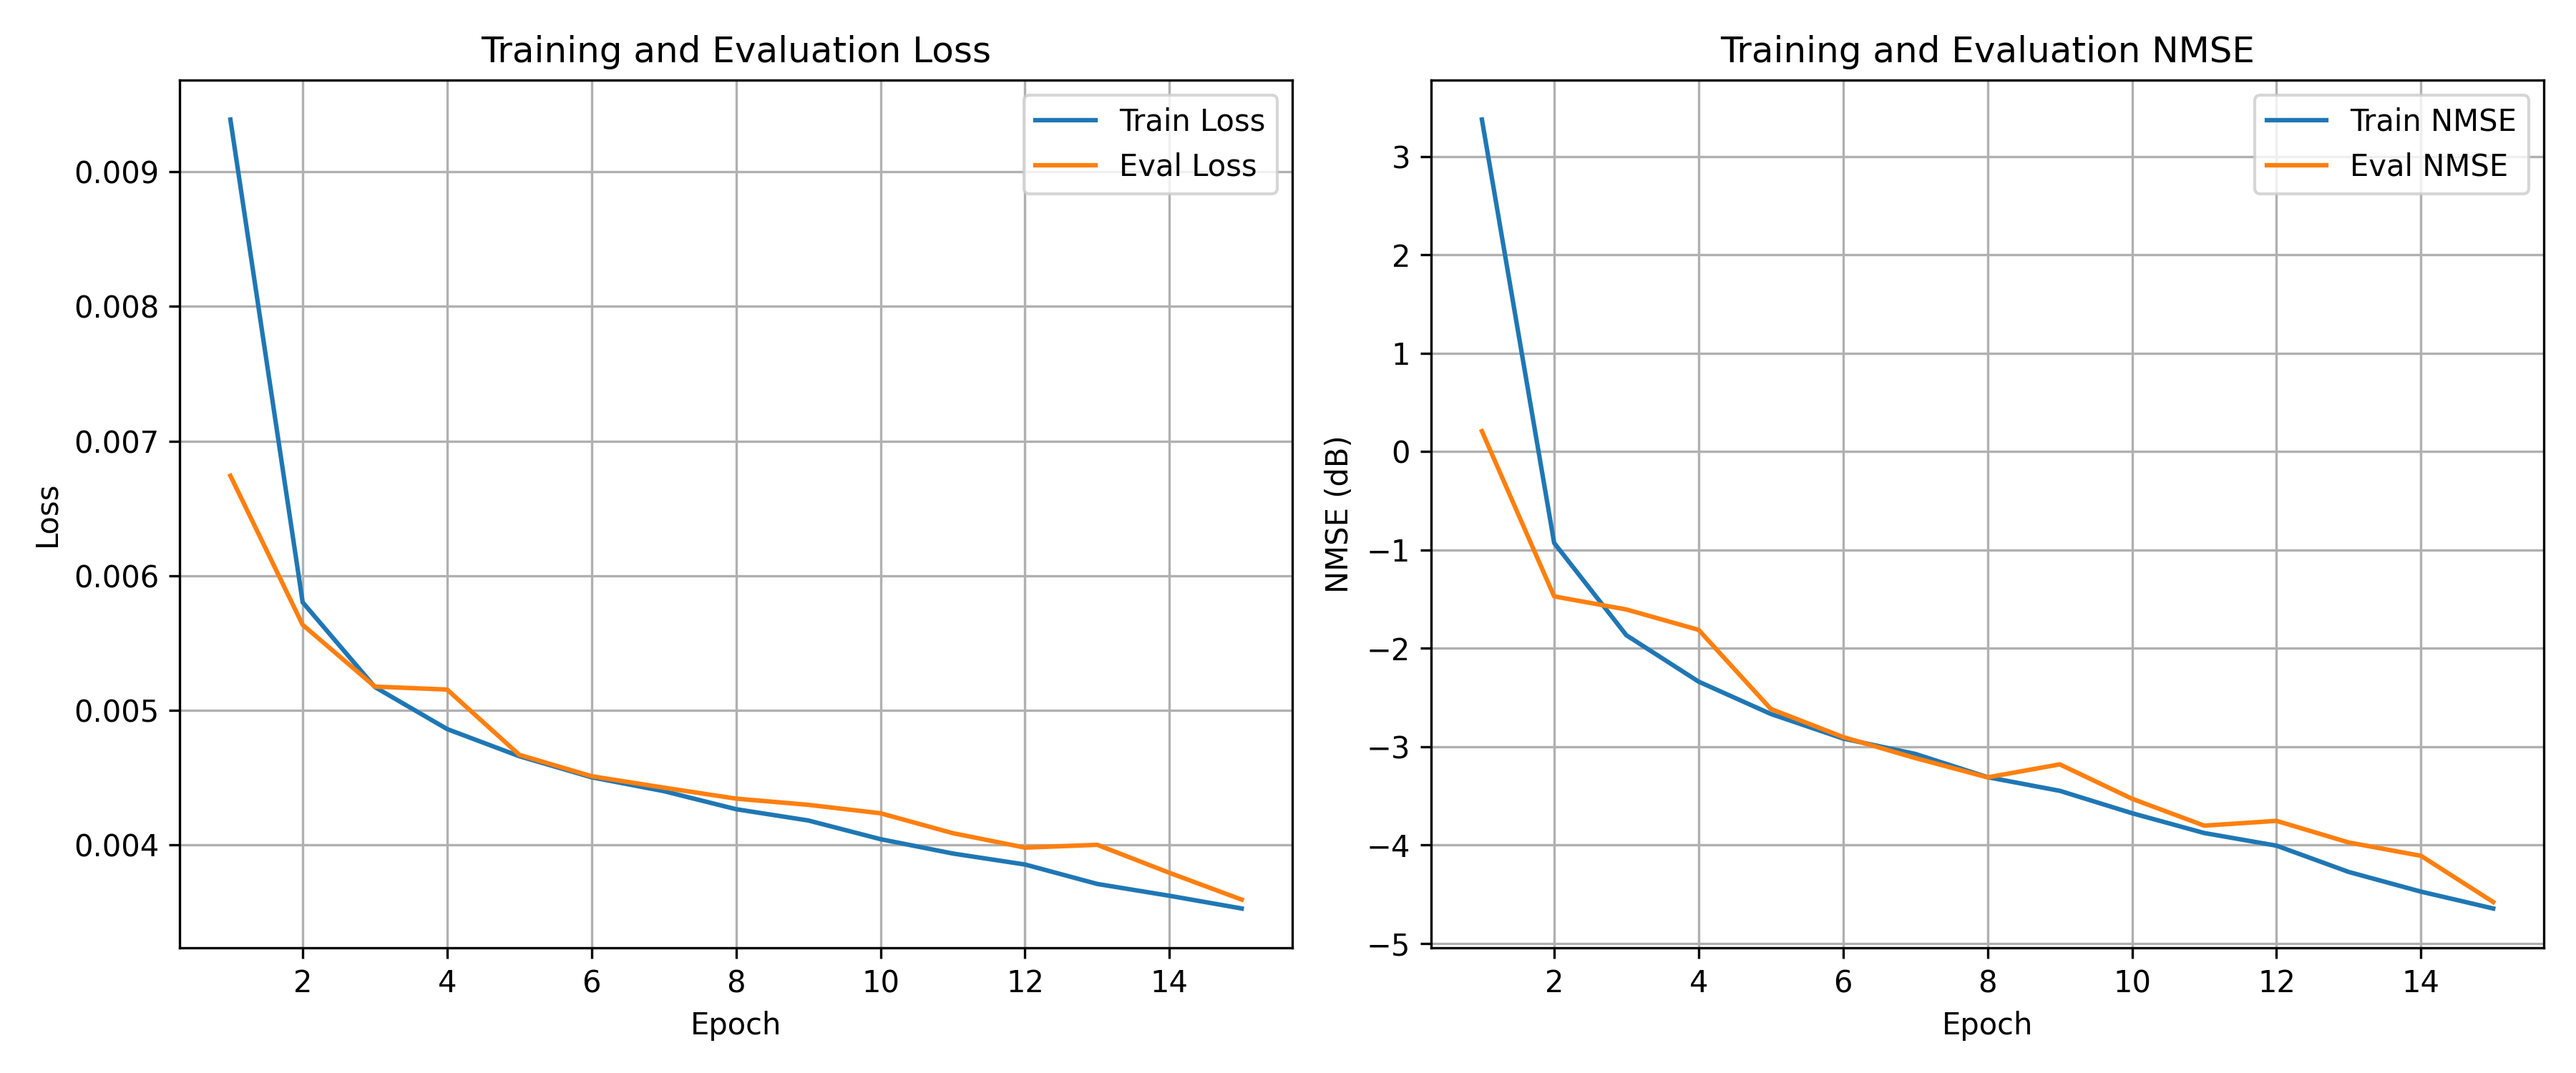 Training and Evaluation Loss
Train Loss
Eval Loss
0.009
0.008
0.007
0.006
0.005
0.004
Loss
2 4 6 8 10 12 14
Epoch
Training and Evaluation NMSE
Train NMSE
Eval NMSE
3
2
1
0
−1
−2
−3
−4
−5
NMSE (dB)
2 4 6 8 10 12 14
Epoch